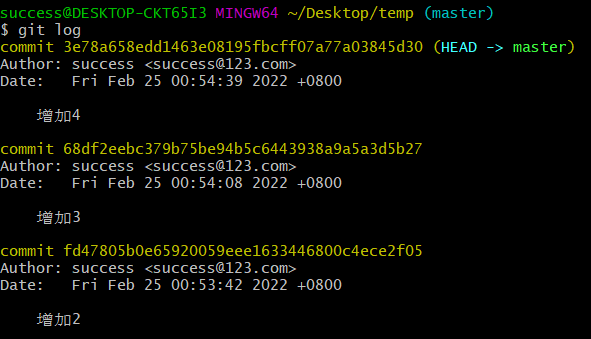 success@DESKTOP-CKT65I3 MINGW64 ~/Desktop/temp (master)
$ git log
commit 3e78a658edd1463e08195fbcff07a77a03845d30 (HEAD -> master)
Author: success <success@123.com>
Date:   Fri Feb 25 00:54:39 2022 +0800
增加4
commit 68df2eebc379b75be94b5c6443938a9a5a3d5b27
Author: success <success@123.com>
Date:   Fri Feb 25 00:54:08 2022 +0800
增加3
commit fd47805b0e65920059eee1633446800c4ece2f05
Author: success <success@123.com>
Date:   Fri Feb 25 00:53:42 2022 +0800
增加2